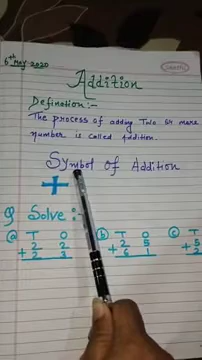 6th May 2020
Addition
Definition:-
The process of adding Two or more
number is called Addition.
Symbol of Addition
+
Q Solve:-
(a) T O (b) T O (c) T
2 2 2 5 5
+ 2 3 + 6 1 + 2